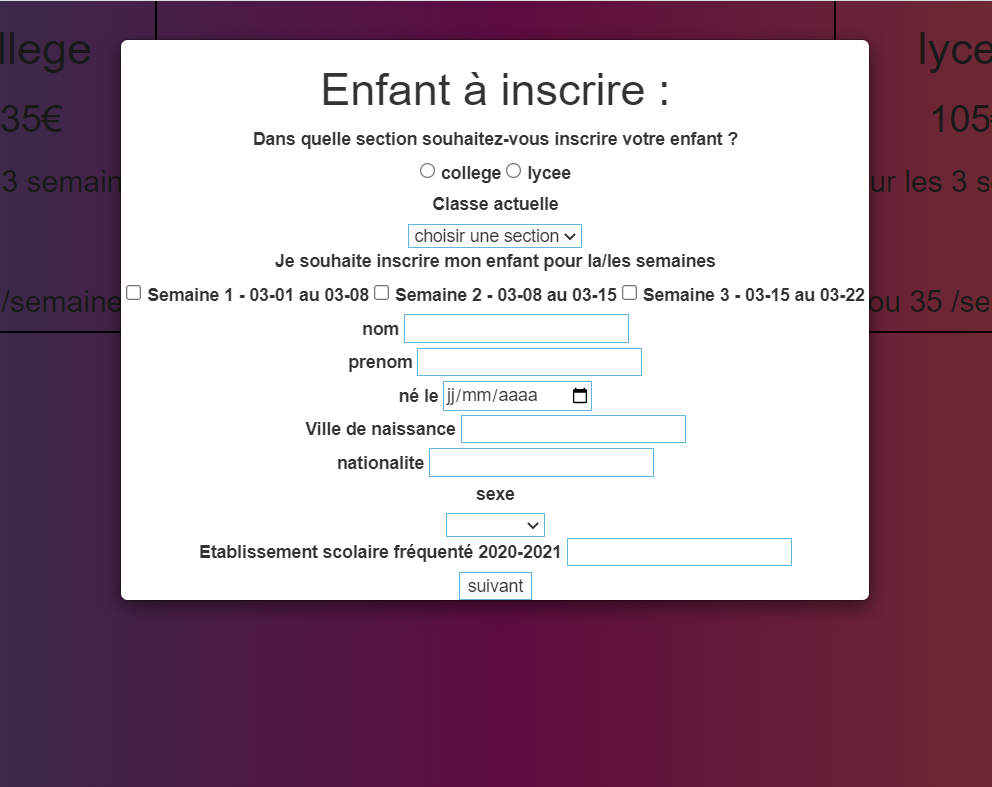 llege
lyce
Enfant à inscrire :
35€
105€
Dans quelle section souhaitez-vous inscrire votre enfant ?
college lycee
3 semain
ur les 3 s
Classe actuelle
choisir une section
Je souhaite inscrire mon enfant pour la/les semaines
/semaine
Semaine 1 - 03-01 au 03-08 Semaine 2 - 03-08 au 03-15 Semaine 3 - 03-15 au 03-22
ou 35 /se
nom
prenom
né le jj/mm/aaaa
Ville de naissance
nationalite
sexe
Etablissement scolaire fréquenté 2020-2021
suivant